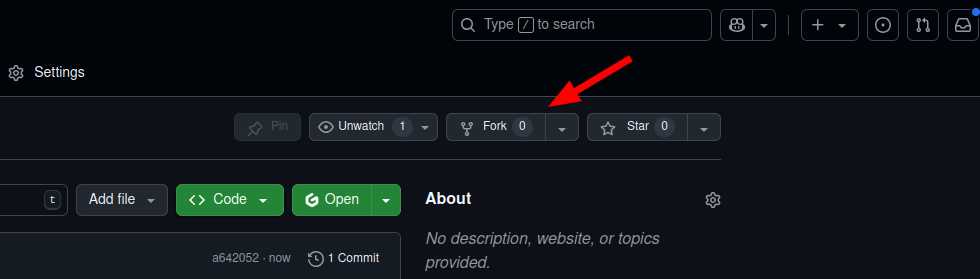 Type / to search
Settings
Pin
Unwatch 1
Fork 0
Star 0
t
Add file
Code
Open
About
No description, website, or topics
provided.
a642052 · now
1 Commit